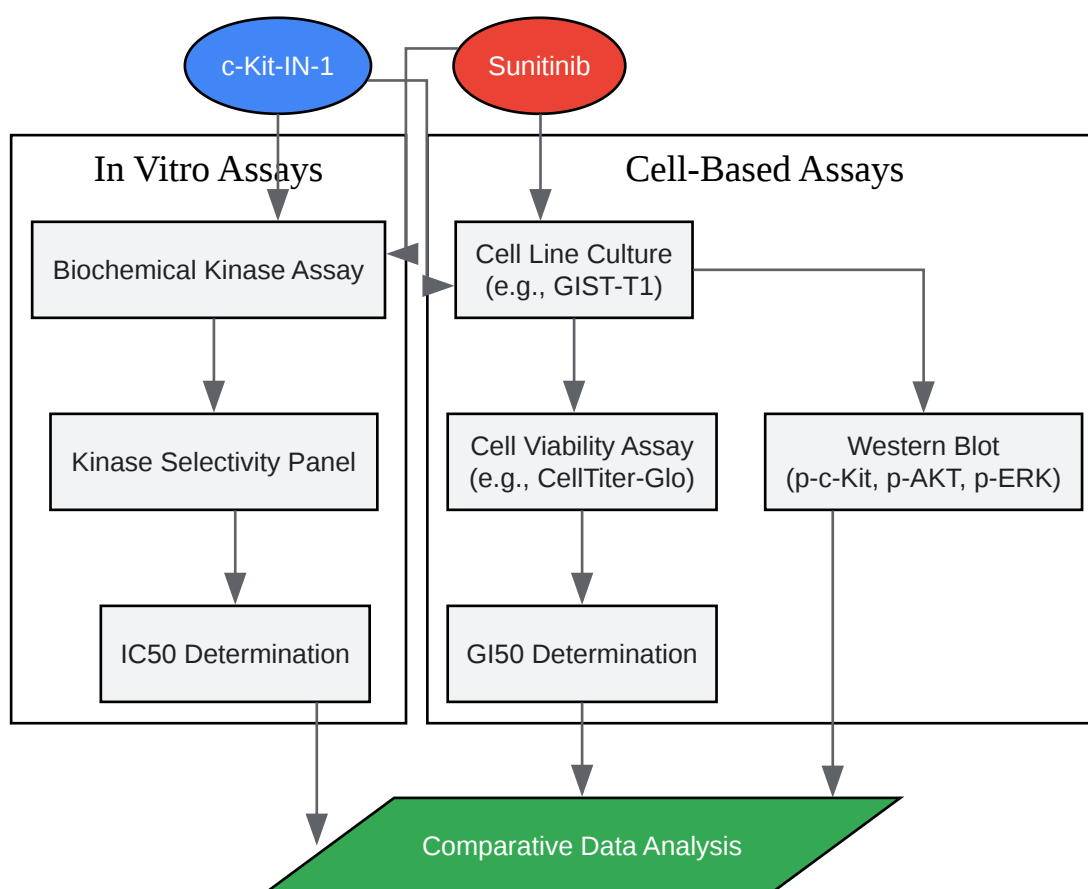 c-Kit-IN-1
Sunitinib
In Vitro Assays
Cell-Based Assays
Biochemical Kinase Assay
Cell Line Culture
(e.g., GIST-T1)
Kinase Selectivity Panel
Cell Viability Assay
(e.g., CellTiter-Glo)
Western Blot
(p-c-Kit, p-AKT, p-ERK)
IC50 Determination
GI50 Determination
Comparative Data Analysis